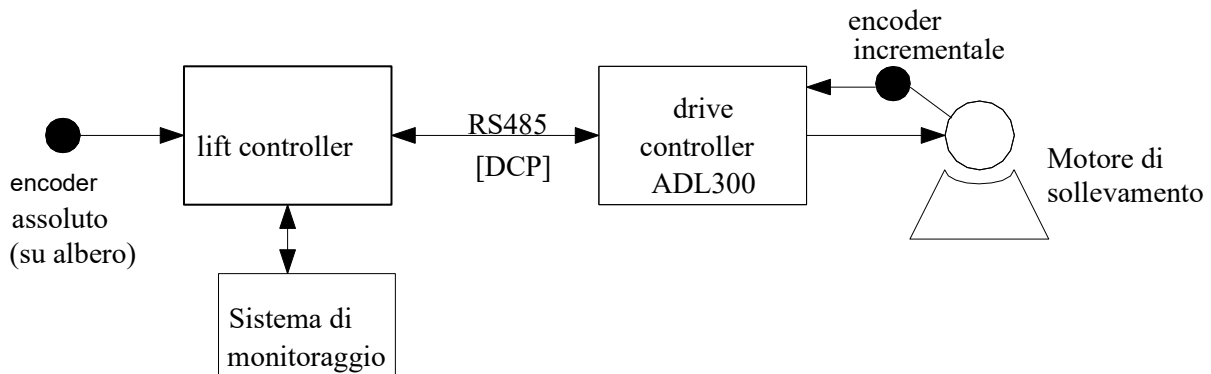 encoder
incrementale
lift controller
RS485
[DCP]
drive
controller
ADL300
encoder
assoluto
(su albero)
Motore di
sollevamento
Sistema di
monitoraggio